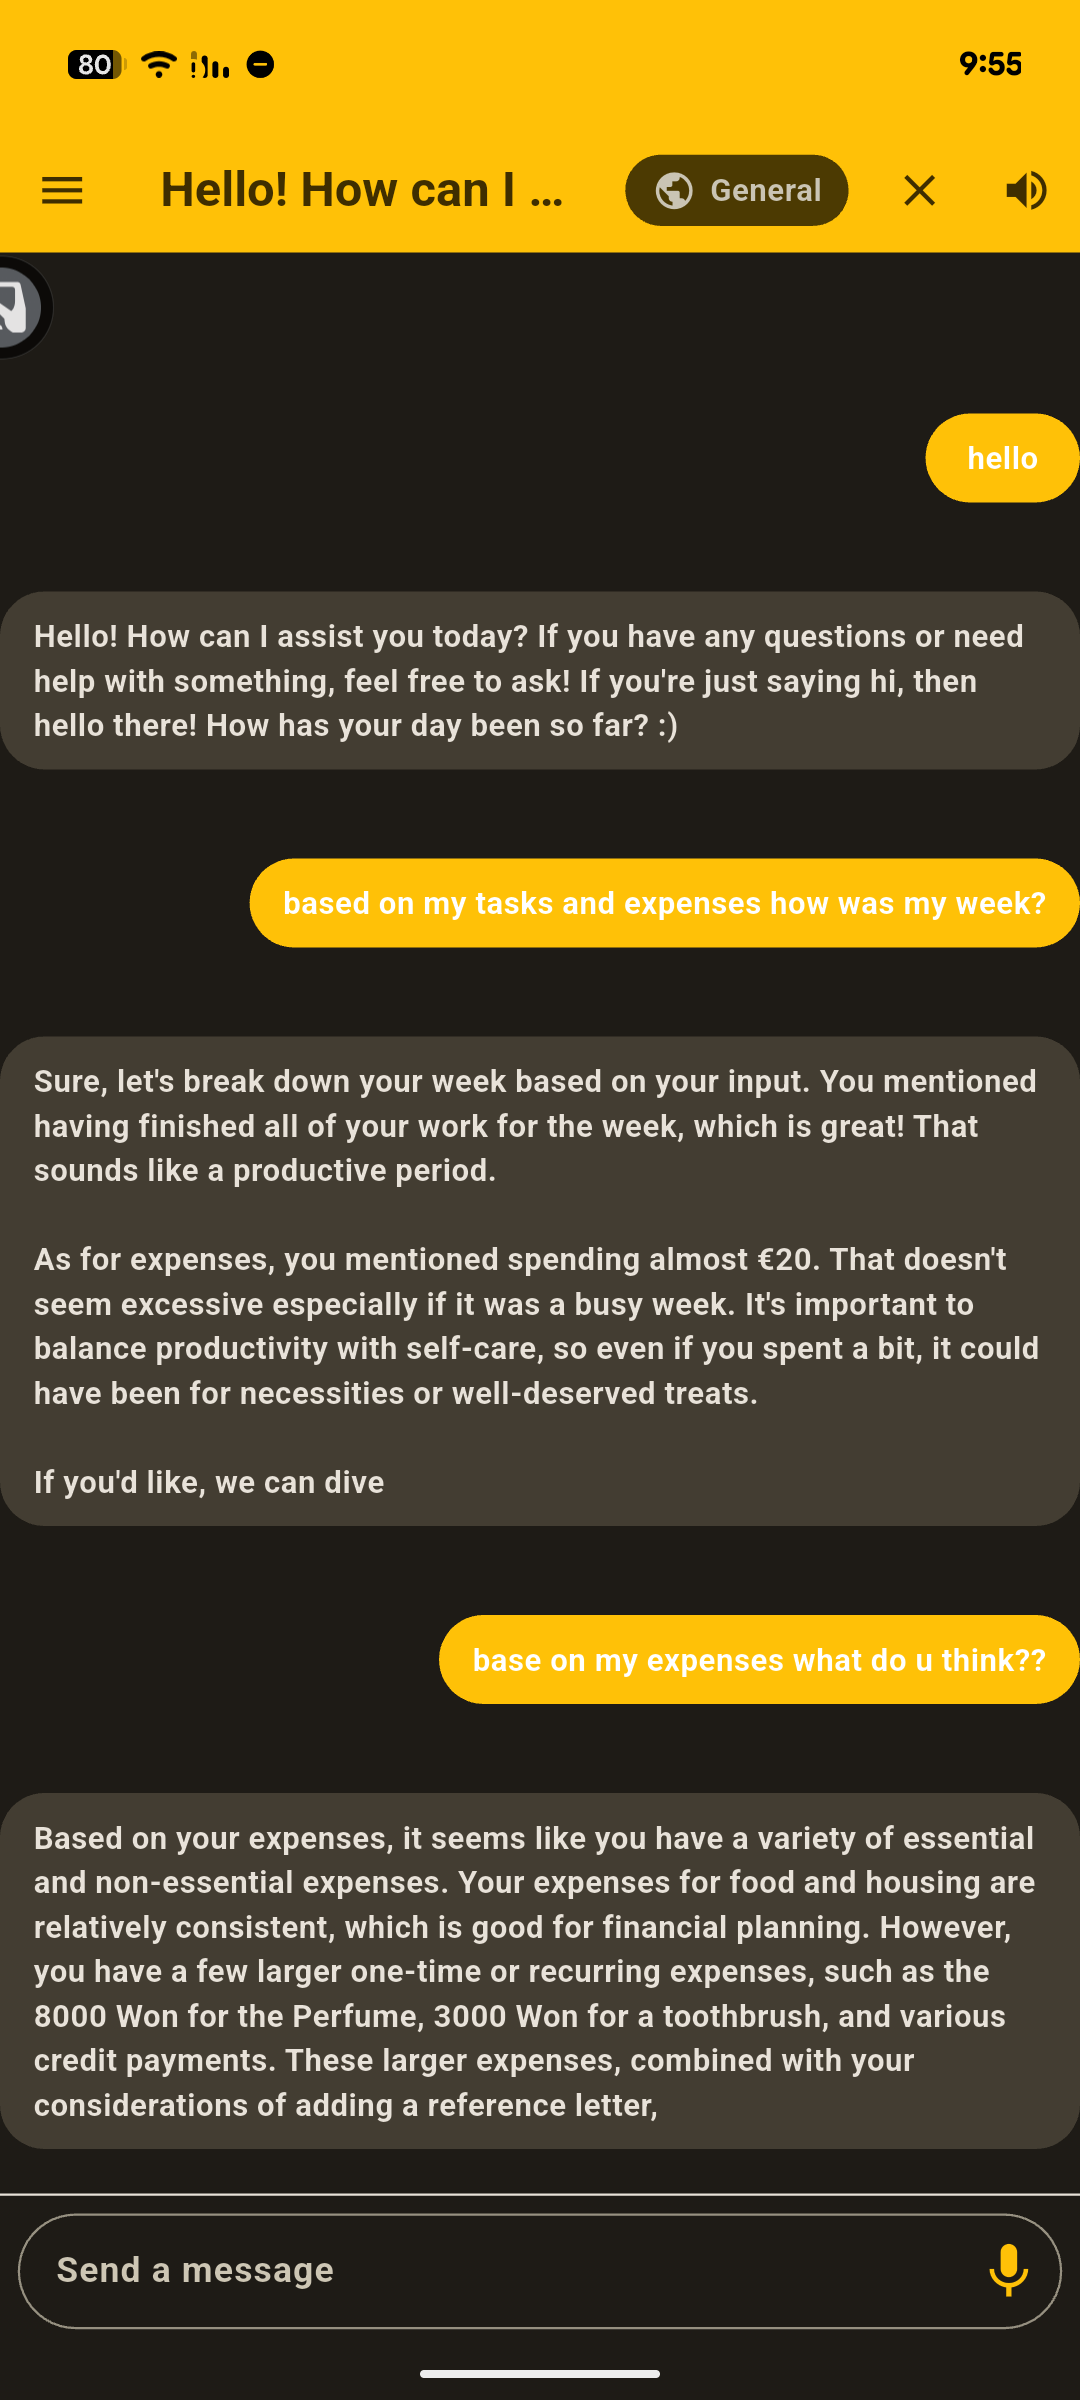 80
9:55
Hello! How can I ...
General
hello
Hello! How can I assist you today? If you have any questions or need
help with something, feel free to ask! If you're just saying hi, then
hello there! How has your day been so far? :)
based on my tasks and expenses how was my week?
Sure, let's break down your week based on your input. You mentioned
having finished all of your work for the week, which is great! That
sounds like a productive period.
As for expenses, you mentioned spending almost €20. That doesn't
seem excessive especially if it was a busy week. It's important to
balance productivity with self-care, so even if you spent a bit, it could
have been for necessities or well-deserved treats.
If you'd like, we can dive
base on my expenses what do u think??
Based on your expenses, it seems like you have a variety of essential
and non-essential expenses. Your expenses for food and housing are
relatively consistent, which is good for financial planning. However,
you have a few larger one-time or recurring expenses, such as the
8000 Won for the Perfume, 3000 Won for a toothbrush, and various
credit payments. These larger expenses, combined with your
considerations of adding a reference letter,
Send a message